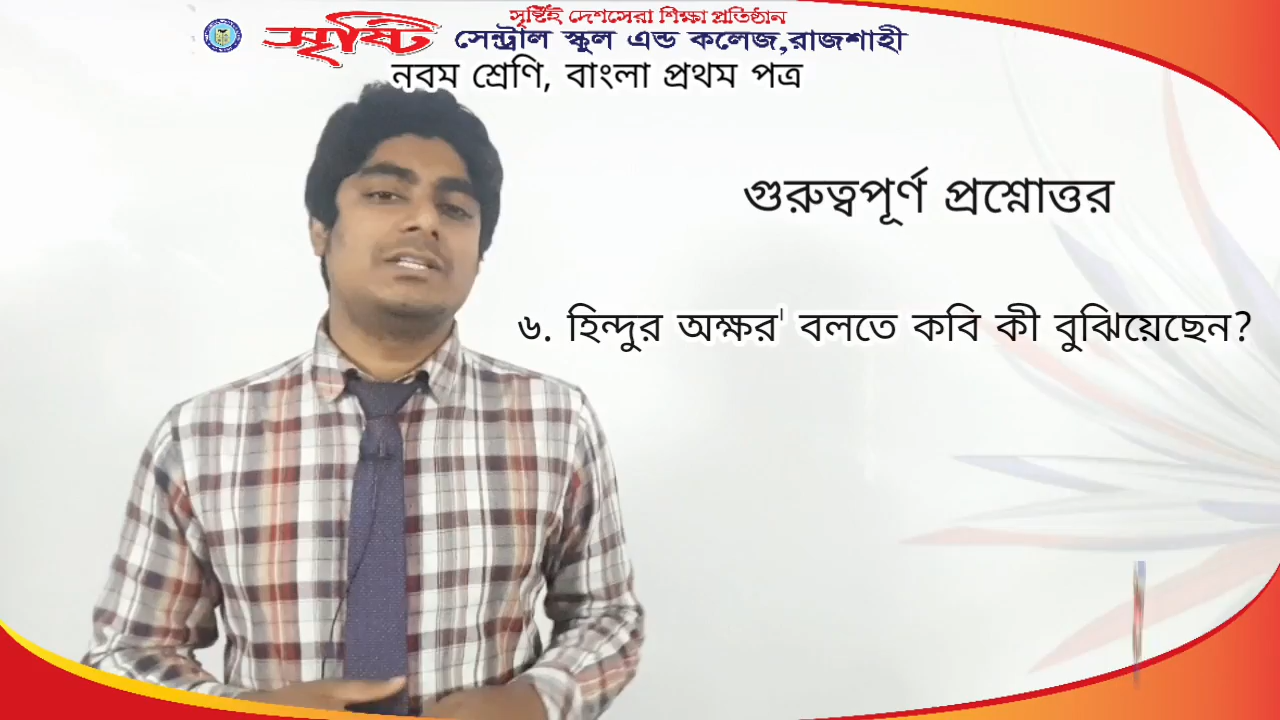 সৃষ্টিই দেশসেরা শিক্ষা প্রতিষ্ঠান
সৃষ্টি সেন্ট্রাল স্কুল এন্ড কলেজ,রাজশাহী
নবম শ্রেণি, বাংলা প্রথম পত্র
গুরুত্বপূর্ণ প্রশ্নোত্তর
৬. হিন্দুর অক্ষর' বলতে কবি কী বুঝিয়েছেন?